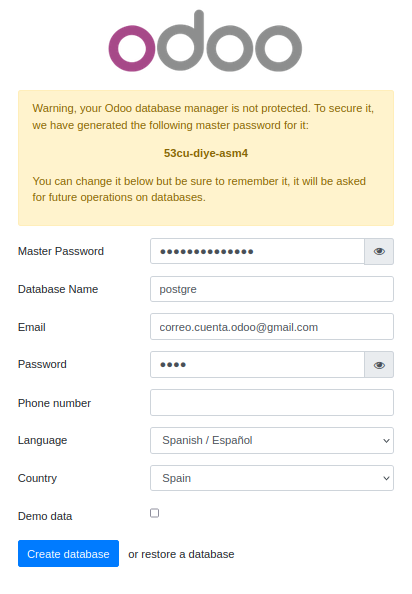 odoo
Warning, your Odoo database manager is not protected. To secure it,
we have generated the following master password for it:
53cu-diye-asm4
You can change it below but be sure to remember it, it will be asked
for future operations on databases.
Master Password ●●●●●●●●●●●●●●
Database Name postgre
Email correo.cuenta.odoo@gmail.com
Password ●●●●
Phone number
Language Spanish / Español
Country Spain
Demo data
Create database or restore a database